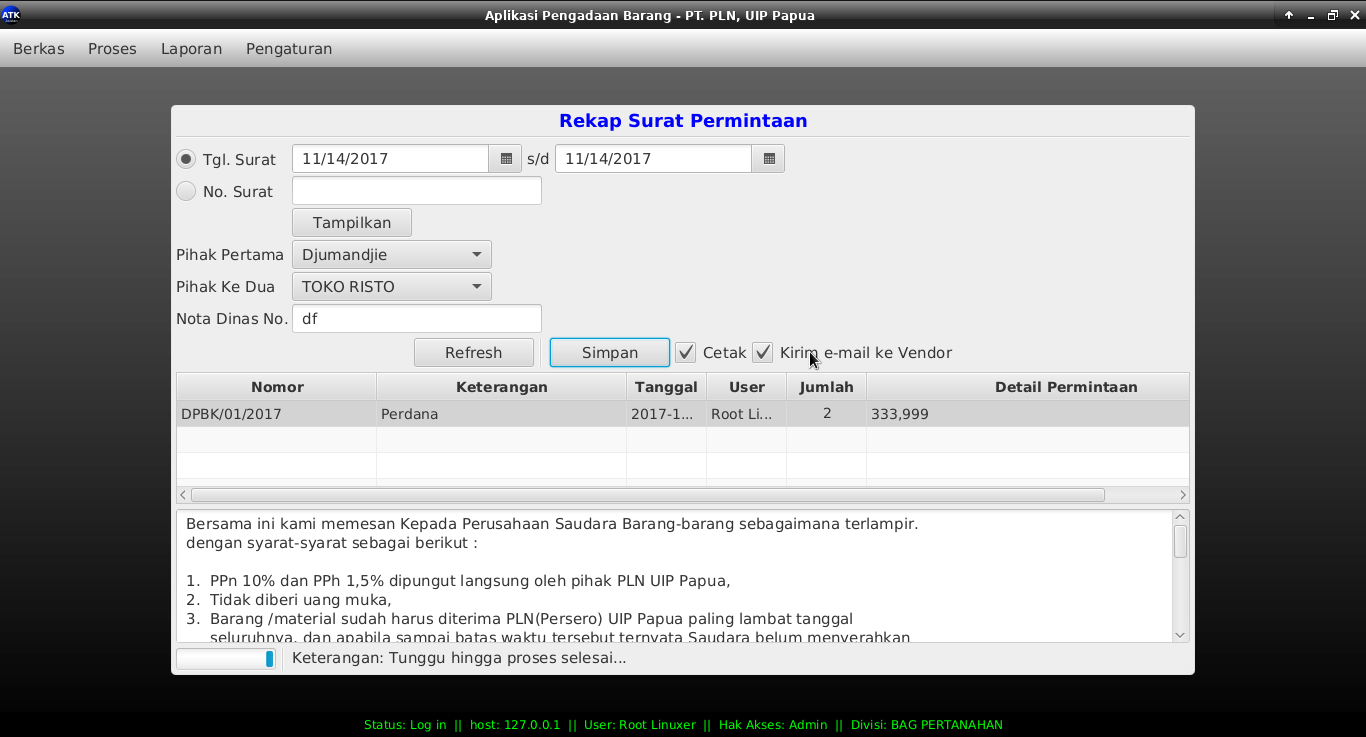 ATK
Aplikasi Pengadaan Barang - PT. PLN, UIP Papua
Berkas Proses Laporan Pengaturan
Rekap Surat Permintaan
Tgl. Surat 11/14/2017 s/d 11/14/2017
No. Surat
Tampilkan
Pihak Pertama Djumandjie
Pihak Ke Dua TOKO RISTO
Nota Dinas No. df
Refresh Simpan Cetak Kirim e-mail ke Vendor
Nomor Keterangan Tanggal User Jumlah Detail Permintaan
DPBK/01/2017 Perdana 2017-1... Root Li... 2 333,999
Bersama ini kami memesan Kepada Perusahaan Saudara Barang-barang sebagaimana terlampir.
dengan syarat-syarat sebagai berikut :
1. PPn 10% dan PPh 1,5% dipungut langsung oleh pihak PLN UIP Papua,
2. Tidak diberi uang muka,
3. Barang /material sudah harus diterima PLN(Persero) UIP Papua paling lambat tanggal
seluruhnya, dan apabila sampai batas waktu tersebut ternyata Saudara belum menyerahkan
Keterangan: Tunggu hingga proses selesai...
Status: Log in || host: 127.0.0.1 || User: Root Linuxer || Hak Akses: Admin || Divisi: BAG PERTANAHAN